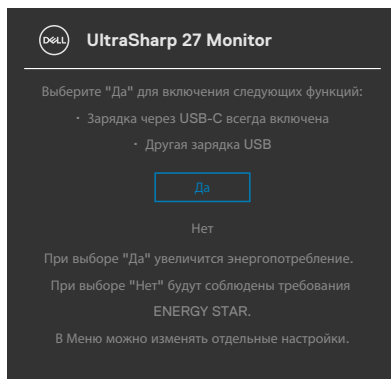 DELL UltraSharp 27 Monitor
Выберите "Да" для включения следующих функций:
· Зарядка через USB-C всегда включена
· Другая зарядка USB
Да
Нет
При выборе "Да" увеличится энергопотребление.
При выборе "Нет" будут соблюдены требования
ENERGY STAR.
В Меню можно изменять отдельные настройки.